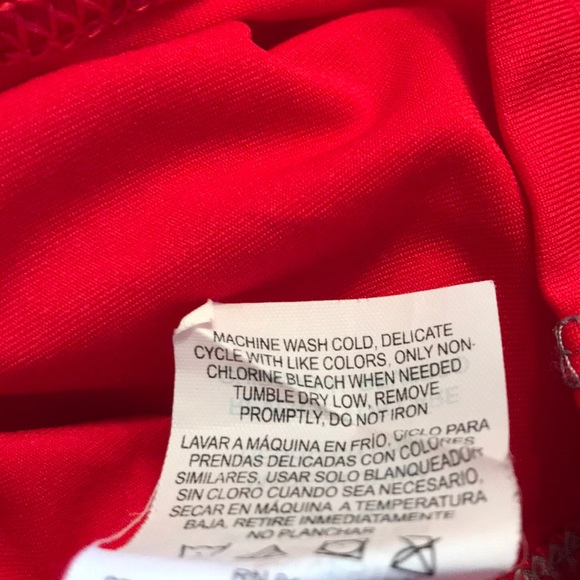 MACHINE WASH COLD, DELICATE
CYCLE WITH LIKE COLORS, ONLY NON-
CHLORINE BLEACH WHEN NEEDED
TUMBLE DRY LOW, REMOVE
PROMPTLY, DO NOT IRON
LAVAR A MÁQUINA EN FRÍO, CICLO PARA
PRENDAS DELICADAS CON COLORES
SIMILARES, USAR SOLO BLANQUEADOR
SIN CLORO CUANDO SEA NECESARIO,
SECAR EN MÁQUINA A TEMPERATURA
BAJA, RETIRE INMEDIATAMENTE
NO PLANCHAR